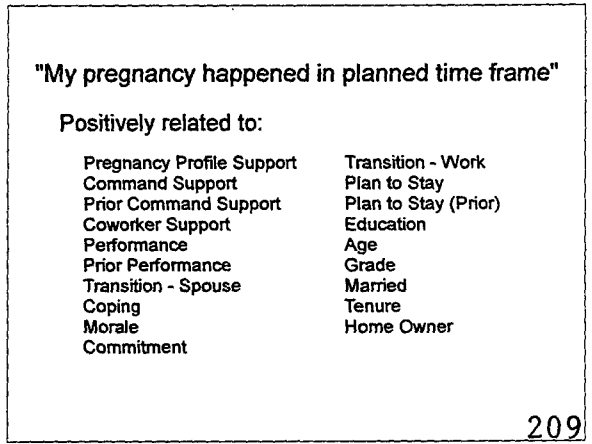 "My pregnancy happened in planned time frame"
Positively related to:
Pregnancy Profile Support
Command Support
Prior Command Support
Coworker Support
Performance
Prior Performance
Transition - Spouse
Coping
Morale
Commitment
Transition - Work
Plan to Stay
Plan to Stay (Prior)
Education
Age
Grade
Married
Tenure
Home Owner
209